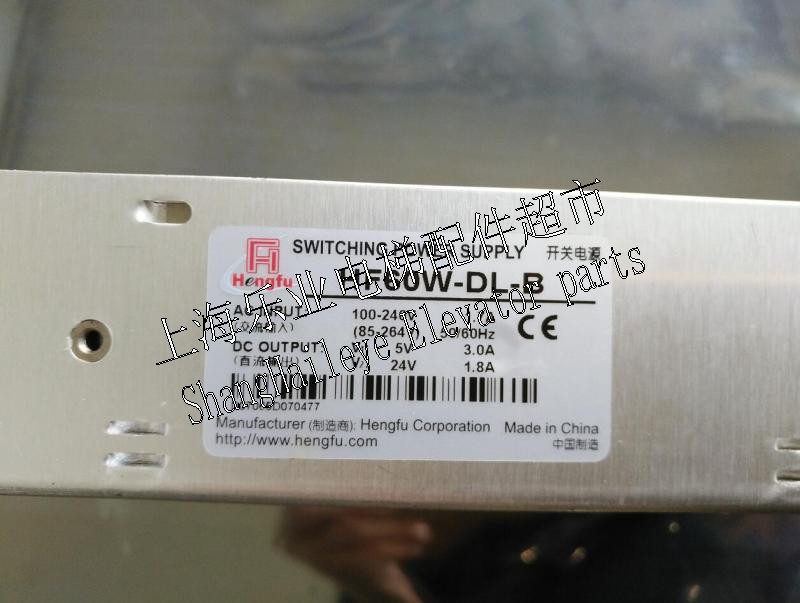 Hengfu
SWITCHING POWER SUPPLY 开关电源
HF60W-DL-B
AC INPUT: 100-240V
(交流输入) (85-264V) 50/60Hz
DC OUTPUT: 5V 3.0A
(直流输出) 24V 1.8A
CE
D070477
Manufacturer (制造商): Hengfu Corporation Made in China
http://www.hengfu.com 中国制造
上海乐业电梯配件超市
ShangHaileye Elevator parts